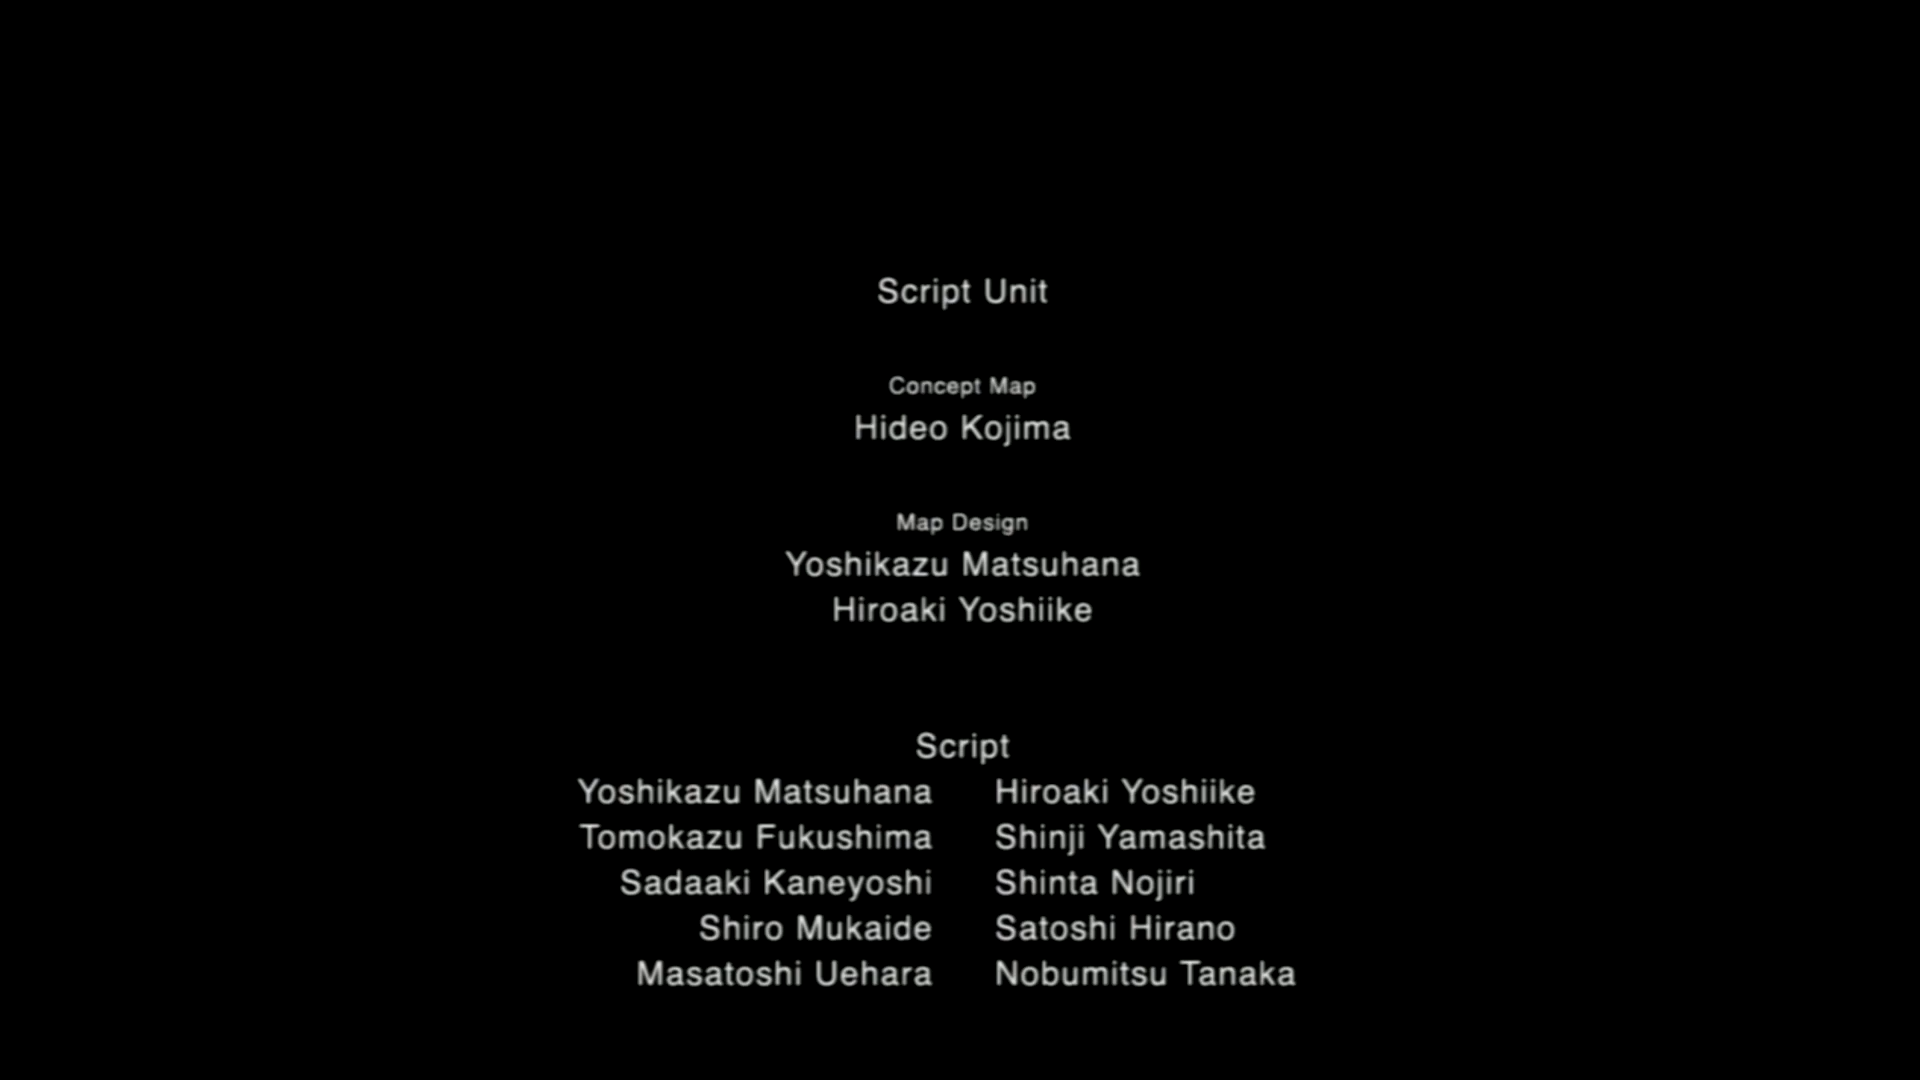 Script Unit
Concept Map
Hideo Kojima
Map Design
Yoshikazu Matsuhana
Hiroaki Yoshiike
Script
Yoshikazu Matsuhana Hiroaki Yoshiike
Tomokazu Fukushima Shinji Yamashita
Sadaaki Kaneyoshi Shinta Nojiri
Shiro Mukaide Satoshi Hirano
Masatoshi Uehara Nobumitsu Tanaka